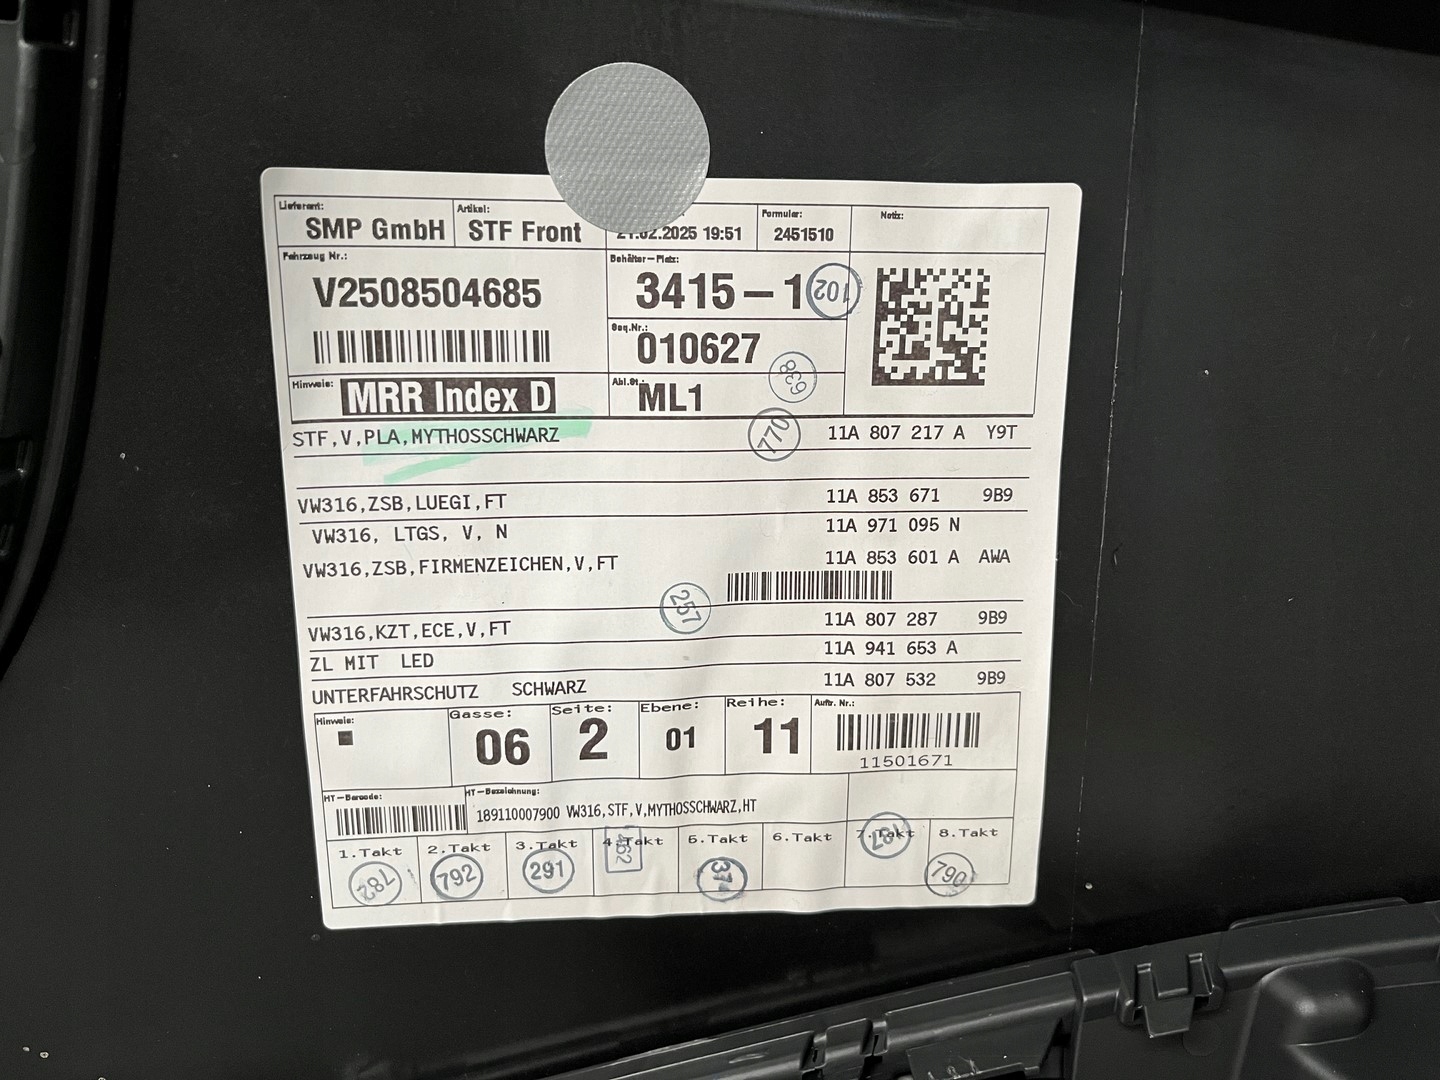 Lieferant:
SMP GmbH
Artikel:
STF Front
21.02.2025 19:51
Formular:
2451510
Notiz:
Fahrzeug Nr.:
V2508504685
Behälter-Platz:
3415-1
102
Seq.Nr.:
010627
638
Hinweis:
MRR Index D
Abl.St.:
ML1
STF,V,PLA,MYTHOSSCHWARZ
770
11A 807 217 A Y9T
VW316,ZSB,LUEGI,FT
11A 853 671 9B9
VW316, LTGS, V, N
11A 971 095 N
VW316,ZSB,FIRMENZEICHEN,V,FT
11A 853 601 A AWA
257
VW316,KZT,ECE,V,FT
11A 807 287 9B9
ZL MIT LED
11A 941 653 A
UNTERFAHRSCHUTZ SCHWARZ
11A 807 532 9B9
Hinweis:
Gasse:
06
Seite:
2
Ebene:
01
Reihe:
11
Auftr. Nr.:
11501671
HT-Barcode:
HT-Bezeichnung:
189110007900 VW316,STF,V,MYTHOSSCHWARZ,HT
1.Takt
2.Takt
3.Takt
4.Takt
5.Takt
6.Takt
7.Takt
8.Takt
782
792
291
462
787
790